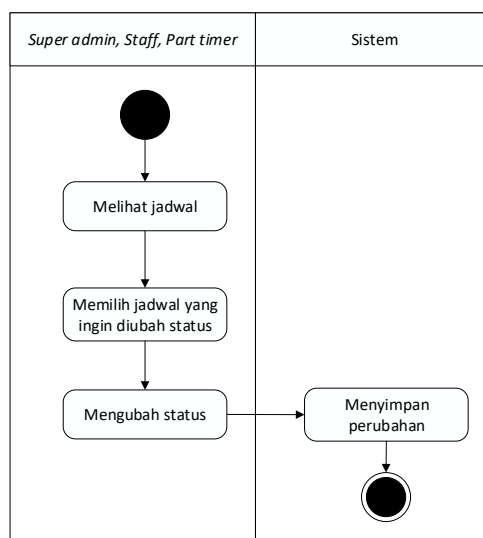 Super admin, Staff, Part timer
Sistem
Melihat jadwal
Memilih jadwal yang
ingin diubah status
Mengubah status
Menyimpan
perubahan